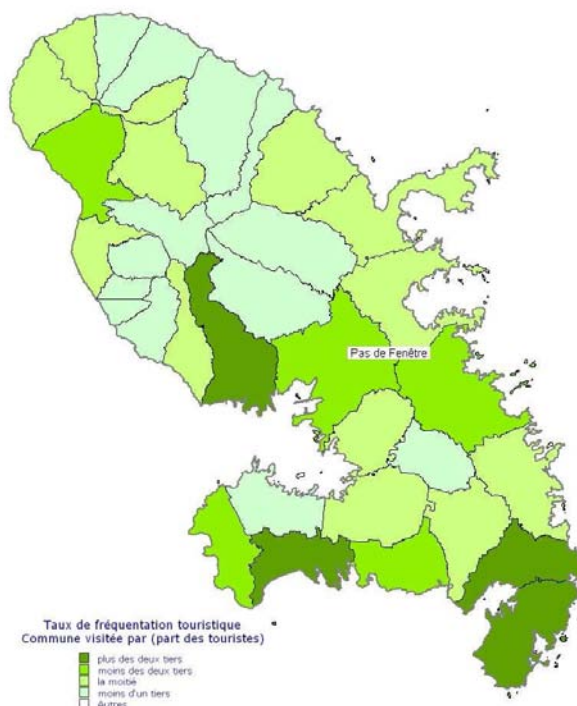 Pas de Fenêtre
Taux de fréquentation touristique
Commune visitée par (part des touristes)
plus des deux tiers
moins des deux tiers
la moitié
moins d'un tiers
Autres